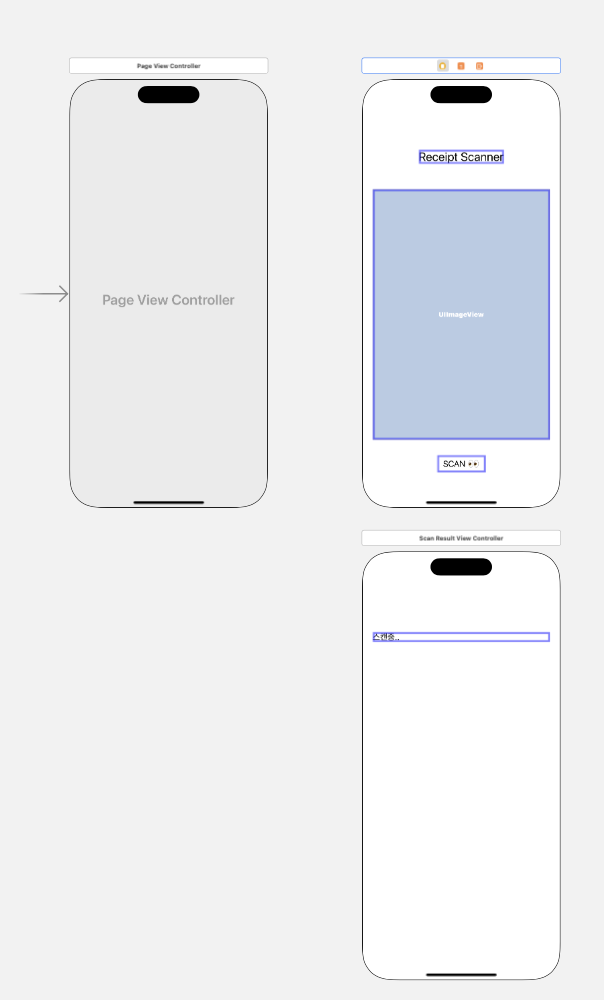 Page View Controller
Page View Controller
Receipt Scanner
UIImageView
SCAN 👀
Scan Result View Controller
스캔중..